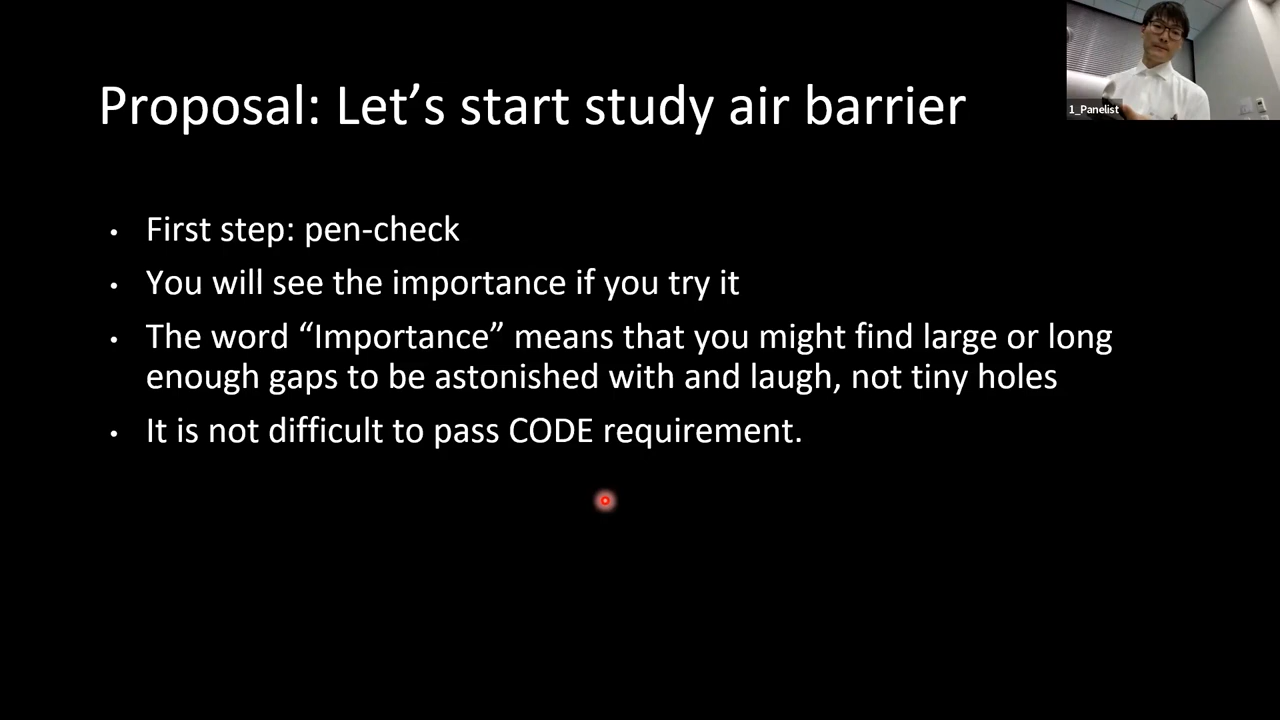 Proposal: Let’s start study air barrier
1_Panelist
• First step: pen-check
• You will see the importance if you try it
• The word “Importance” means that you might find large or long
enough gaps to be astonished with and laugh, not tiny holes
• It is not difficult to pass CODE requirement.